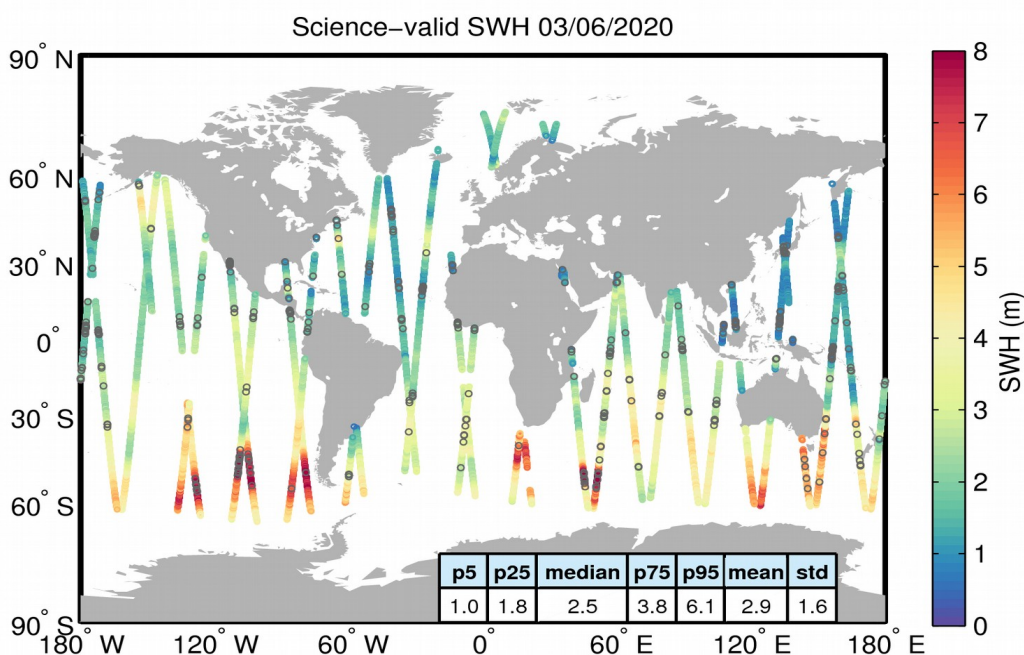 Science−valid SWH 03/06/2020
90° N
60° N
30° N
0°
30° S
60° S
90° S
180° W
120° W
60° W
0°
60° E
120° E
180° E
p5 p25 median p75 p95 mean std
1.0 1.8 2.5 3.8 6.1 2.9 1.6
8
7
6
5
4
3
2
1
0
SWH (m)